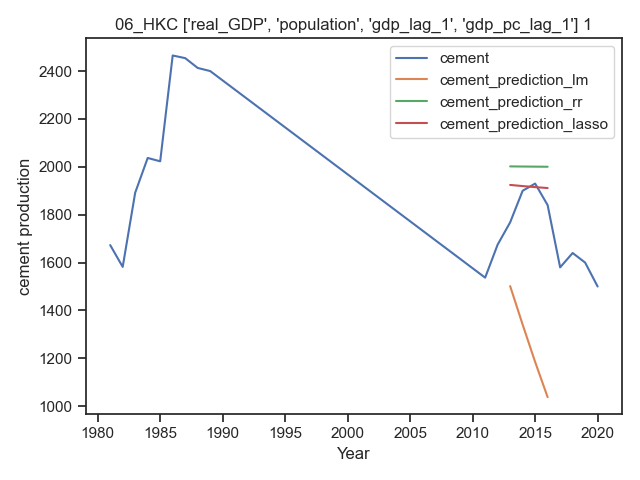 06_HKC ['real_GDP', 'population', 'gdp_lag_1', 'gdp_pc_lag_1'] 1
cement
cement_prediction_lm
cement_prediction_rr
cement_prediction_lasso
cement production
2400
2200
2000
1800
1600
1400
1200
1000
1980 1985 1990 1995 2000 2005 2010 2015 2020
Year